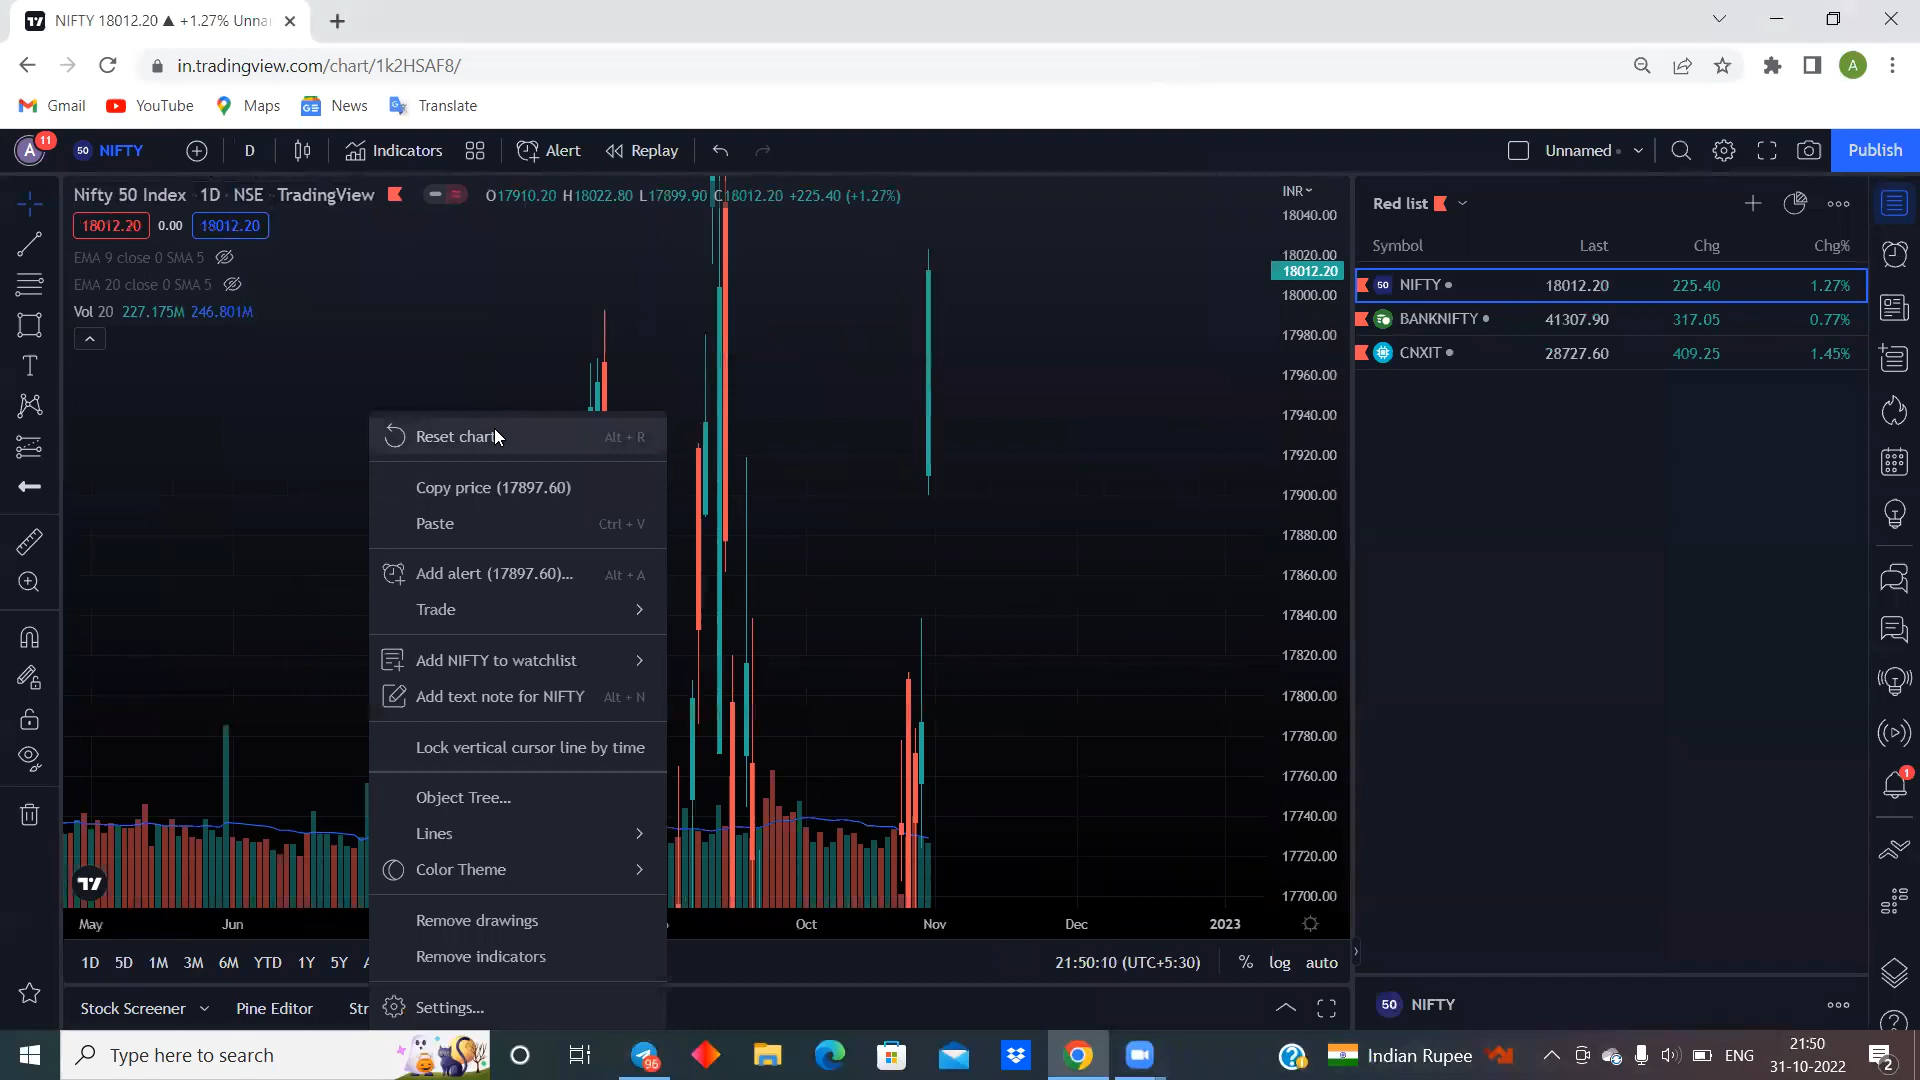 NIFTY 18012.20 ▲ +1.27% Unna
in.tradingview.com/chart/1k2HSAF8/
A
Gmail YouTube Maps News Translate
A 11 50 NIFTY D Indicators Alert Replay Unnamed Publish
Nifty 50 Index · 1D · NSE · TradingView O17910.20 H18022.80 L17899.90 C18012.20 +225.40 (+1.27%)
18012.20 0.00 18012.20
EMA 9 close 0 SMA 5
EMA 20 close 0 SMA 5
Vol 20 227.175M 246.801M
INR
18040.00
18020.00
18012.20
18000.00
17980.00
17960.00
17940.00
17920.00
17900.00
17880.00
17860.00
17840.00
17820.00
17800.00
17780.00
17760.00
17740.00
17720.00
17700.00
Reset chart Alt + R
Copy price (17897.60)
Paste Ctrl + V
Add alert (17897.60)... Alt + A
Trade
Add NIFTY to watchlist
Add text note for NIFTY Alt + N
Lock vertical cursor line by time
Object Tree...
Lines
Color Theme
Remove drawings
Remove indicators
Settings...
May Jun Oct Nov Dec 2023
1D 5D 1M 3M 6M YTD 1Y 5Y 21:50:10 (UTC+5:30) % log auto
Stock Screener Pine Editor Str
Red list
Symbol Last Chg Chg%
50 NIFTY 18012.20 225.40 1.27%
BANKNIFTY 41307.90 317.05 0.77%
CNXIT 28727.60 409.25 1.45%
1
50 NIFTY
Type here to search
96
Indian Rupee ENG
21:50
31-10-2022
2